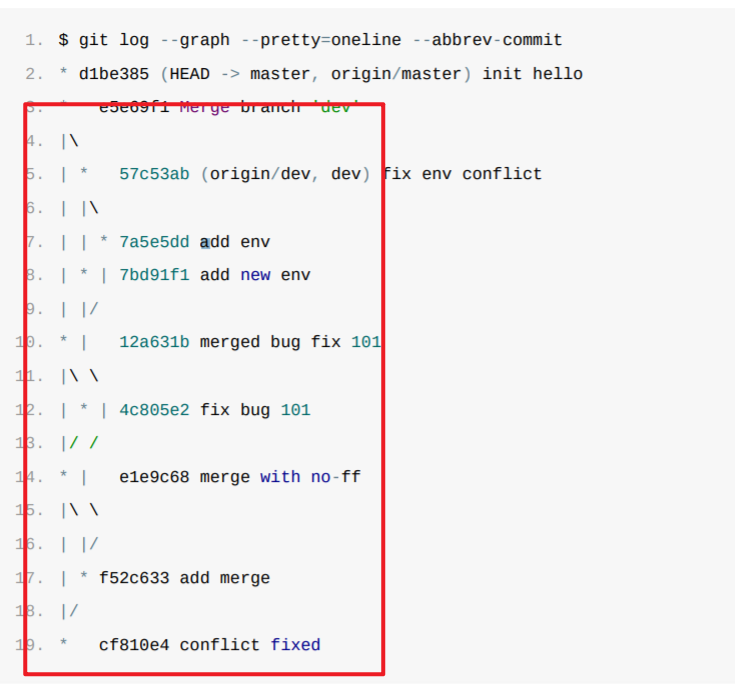 1. $ git log --graph --pretty=oneline --abbrev-commit
2. * d1be385 (HEAD -> master, origin/master) init hello
3. *   e5e69f1 Merge branch 'dev'
4. |\
5. | *   57c53ab (origin/dev, dev) fix env conflict
6. | |\
7. | | * 7a5e5dd add env
8. | * | 7bd91f1 add new env
9. | |/
10. * |   12a631b merged bug fix 101
11. |\ \
12. | * | 4c805e2 fix bug 101
13. |/ /
14. * |   e1e9c68 merge with no-ff
15. |\ \
16. | |/
17. | * f52c633 add merge
18. |/
19. *   cf810e4 conflict fixed